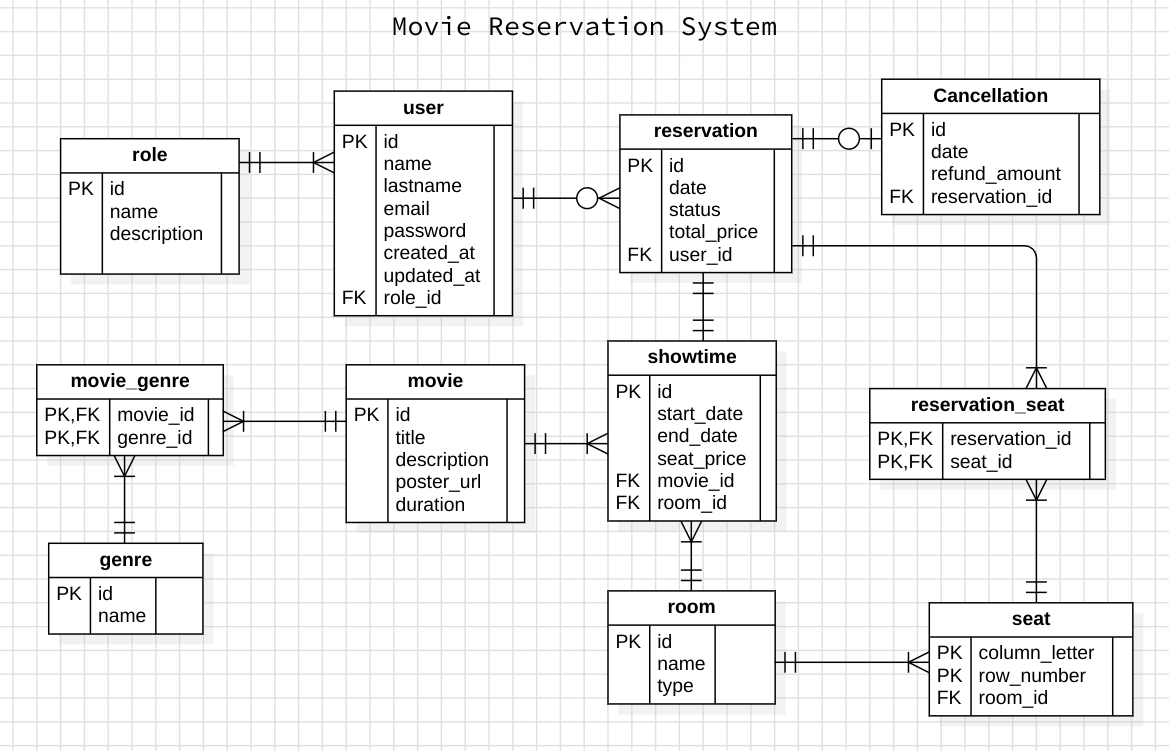 Movie Reservation System
role
PK id
name
description
user
PK id
name
lastname
email
password
created_at
updated_at
FK role_id
reservation
PK id
date
status
total_price
FK user_id
Cancellation
PK id
date
refund_amount
FK reservation_id
movie_genre
PK,FK movie_id
PK,FK genre_id
movie
PK id
title
description
poster_url
duration
showtime
PK id
start_date
end_date
seat_price
FK movie_id
FK room_id
reservation_seat
PK,FK reservation_id
PK,FK seat_id
genre
PK id
name
room
PK id
name
type
seat
PK column_letter
PK row_number
FK room_id